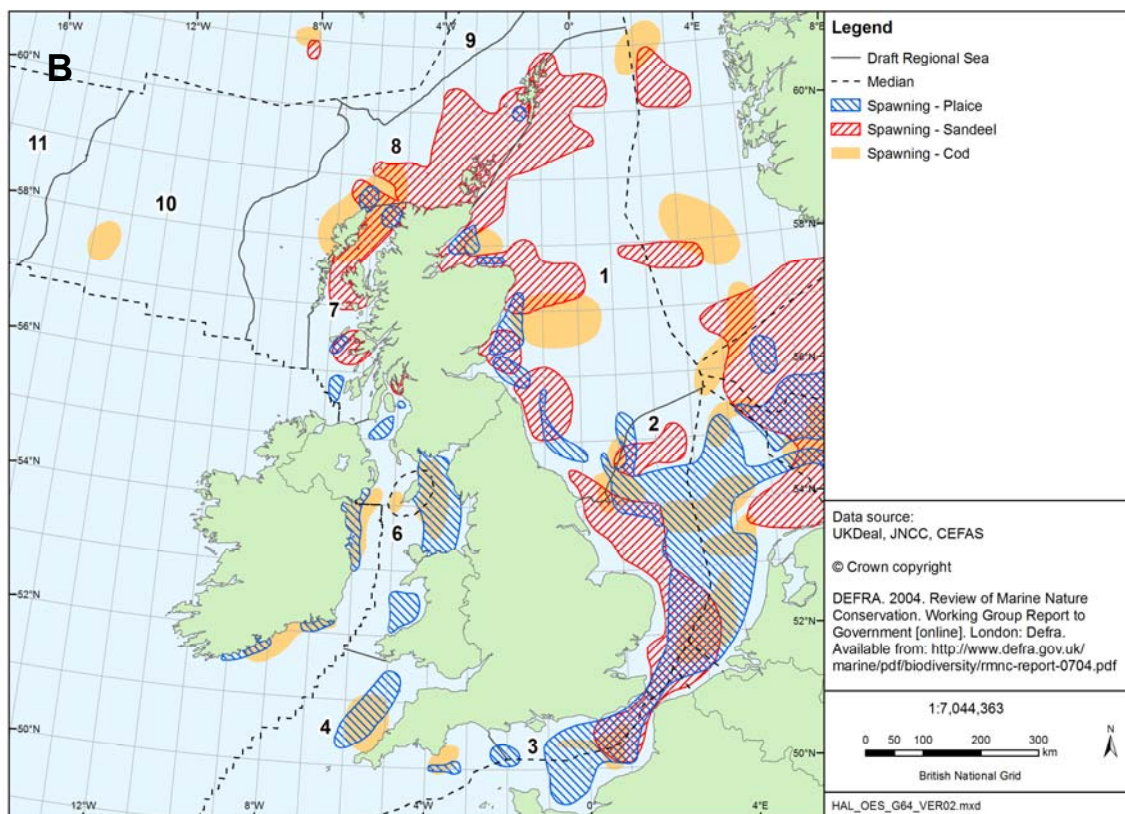 B
16°W
12°W
8°W
4°W
0°
4°E
8°E
60°N
58°N
56°N
54°N
52°N
50°N
60°N
58°N
56°N
54°N
52°N
50°N
12°W
8°W
4°W
0°
4°E
9
11
8
10
1
7
2
6
4
3
Legend
Draft Regional Sea
Median
Spawning - Plaice
Spawning - Sandeel
Spawning - Cod
Data source:
UKDeal, JNCC, CEFAS
© Crown copyright
DEFRA. 2004. Review of Marine Nature
Conservation. Working Group Report to
Government [online]. London: Defra.
Available from: http://www.defra.gov.uk/
marine/pdf/biodiversity/rmnc-report-0704.pdf
1:7,044,363
0 50 100 200 300
km
N
British National Grid
HAL_OES_G64_VER02.mxd